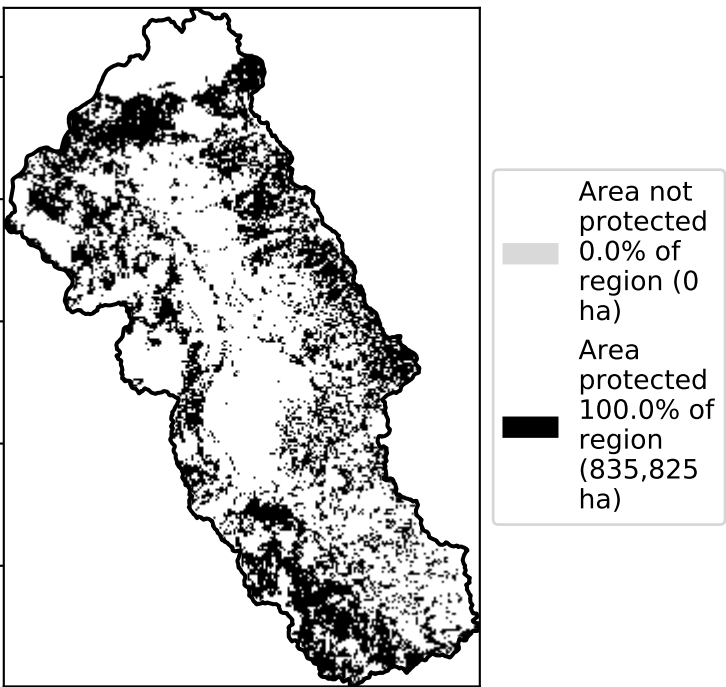 Area not
protected
0.0% of
region (0
ha)
Area
protected
100.0% of
region
(835,825
ha)